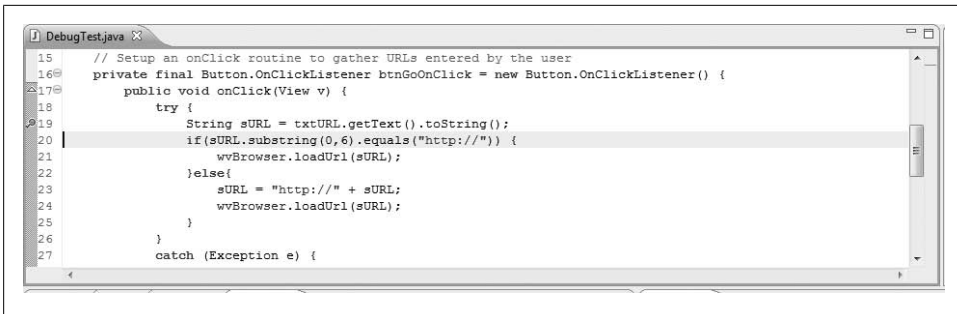 DebugTest.java
15 // Setup an onClick routine to gather URLs entered by the user
16 private final Button.OnClickListener btnGoOnClick = new Button.OnClickListener() {
17 public void onClick(View v) {
18 try {
19 String sURL = txtURL.getText().toString();
20 if(sURL.substring(0,6).equals("http://")) {
21 wvBrowser.loadUrl(sURL);
22 }else{
23 sURL = "http://" + sURL;
24 wvBrowser.loadUrl(sURL);
25 }
26 }
27 catch (Exception e) {